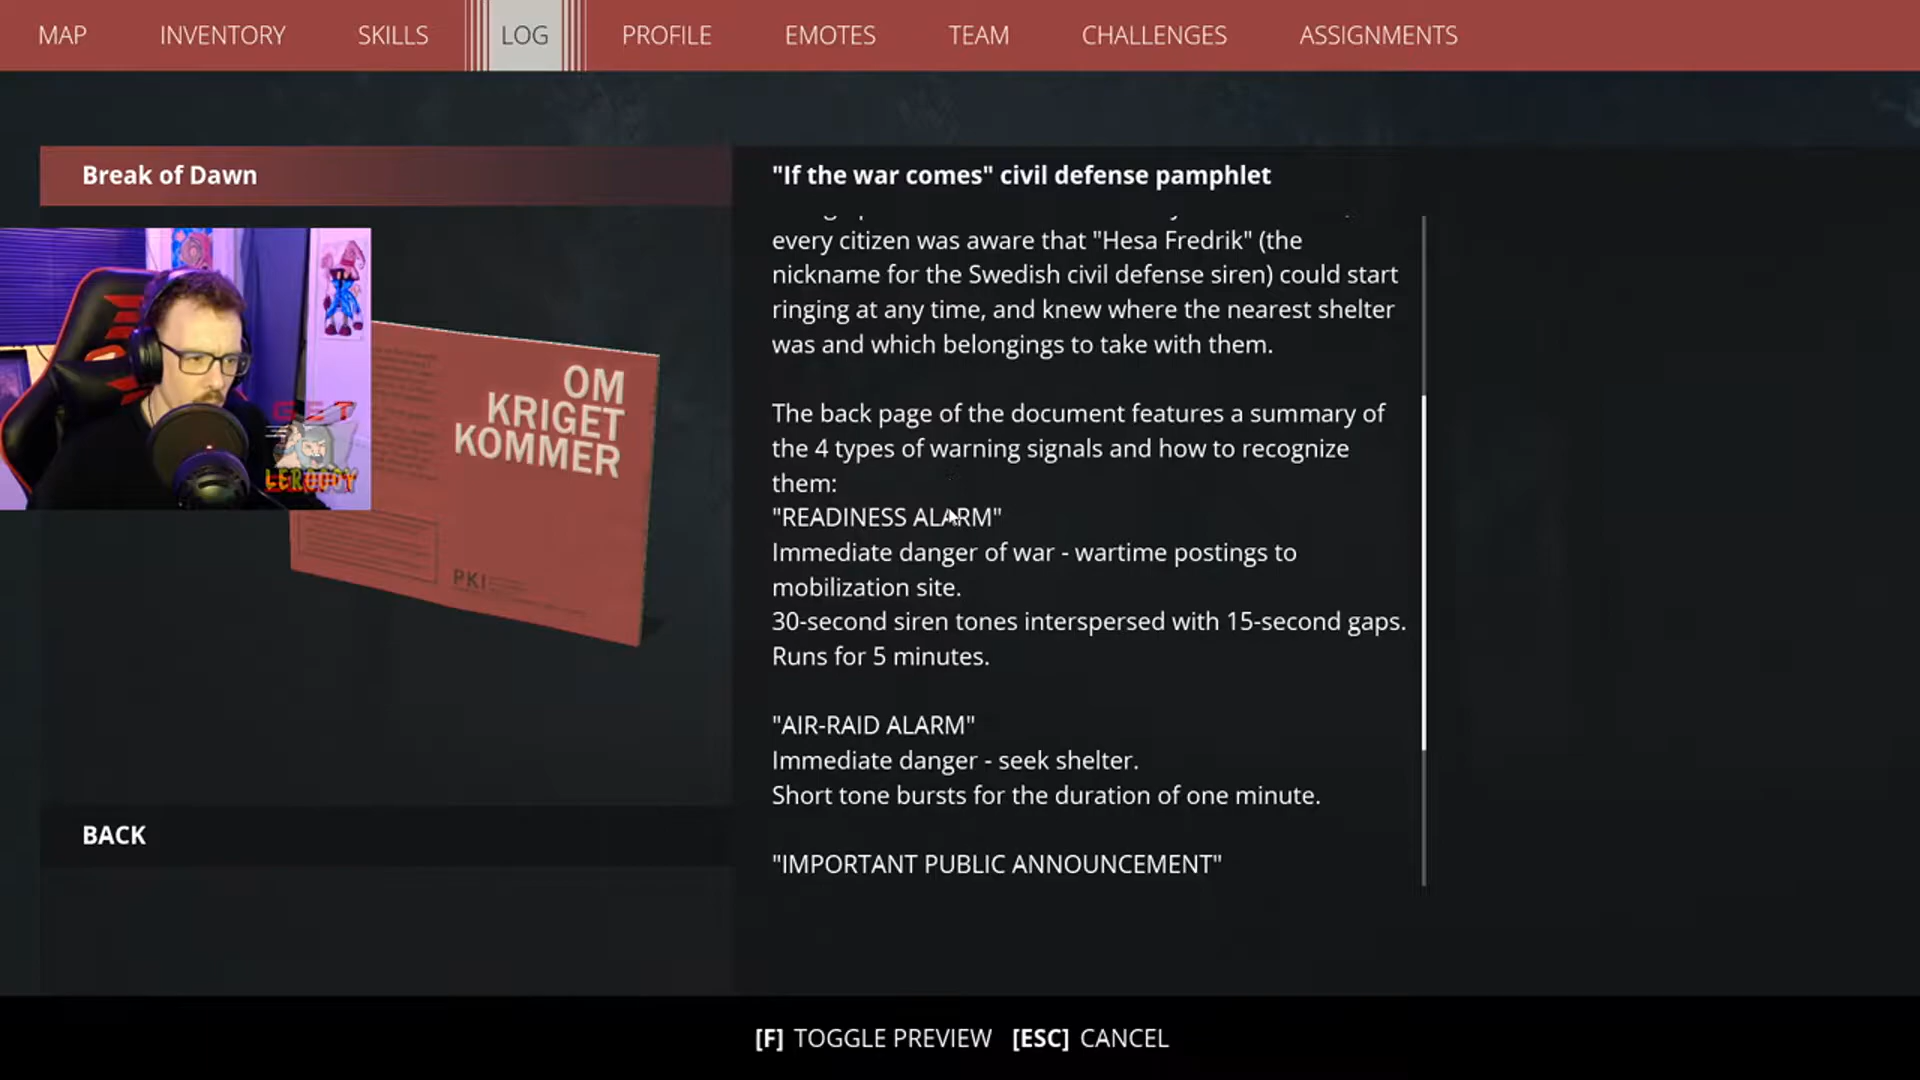 MAP INVENTORY SKILLS LOG PROFILE EMOTES TEAM CHALLENGES ASSIGNMENTS
Break of Dawn
OM
KRIGET
KOMMER
PKI
GET
LEROOOY
BACK
"If the war comes" civil defense pamphlet
every citizen was aware that "Hesa Fredrik" (the
nickname for the Swedish civil defense siren) could start
ringing at any time, and knew where the nearest shelter
was and which belongings to take with them.
The back page of the document features a summary of
the 4 types of warning signals and how to recognize
them:
"READINESS ALARM"
Immediate danger of war - wartime postings to
mobilization site.
30-second siren tones interspersed with 15-second gaps.
Runs for 5 minutes.
"AIR-RAID ALARM"
Immediate danger - seek shelter.
Short tone bursts for the duration of one minute.
"IMPORTANT PUBLIC ANNOUNCEMENT"
[F] TOGGLE PREVIEW [ESC] CANCEL